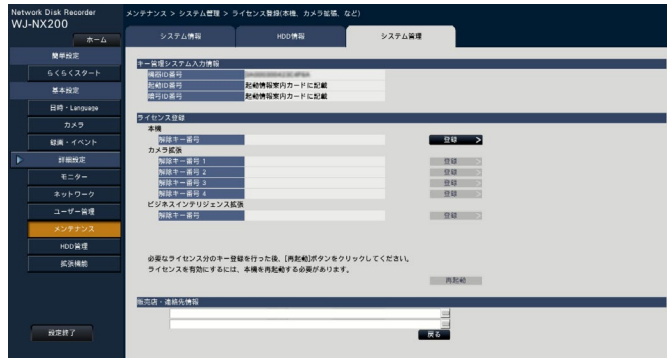 Network Disk Recorder
WJ-NX200
ホーム
メンテナンス > システム管理 > ライセンス登録(本機、カメラ拡張、など)
システム情報
HDD情報
システム管理
簡単設定
らくらくスタート
基本設定
日時・Language
カメラ
録画・イベント
詳細設定
モニター
ネットワーク
ユーザー管理
メンテナンス
HDD管理
拡張機能
設定終了
キー管理システム入力情報
機器ID番号
起動ID番号 起動情報案内カードに記載
暗号ID番号 起動情報案内カードに記載
ライセンス登録
本機
解除キー番号 登録 >
カメラ拡張
解除キー番号 1 登録 >
解除キー番号 2 登録 >
解除キー番号 3 登録 >
解除キー番号 4 登録 >
ビジネスインテリジェンス拡張
解除キー番号 登録 >
必要なライセンス分のキー登録を行った後、[再起動]ボタンをクリックしてください。
ライセンスを有効にするには、本機を再起動する必要があります。
再起動
販売店・連絡先情報
戻る